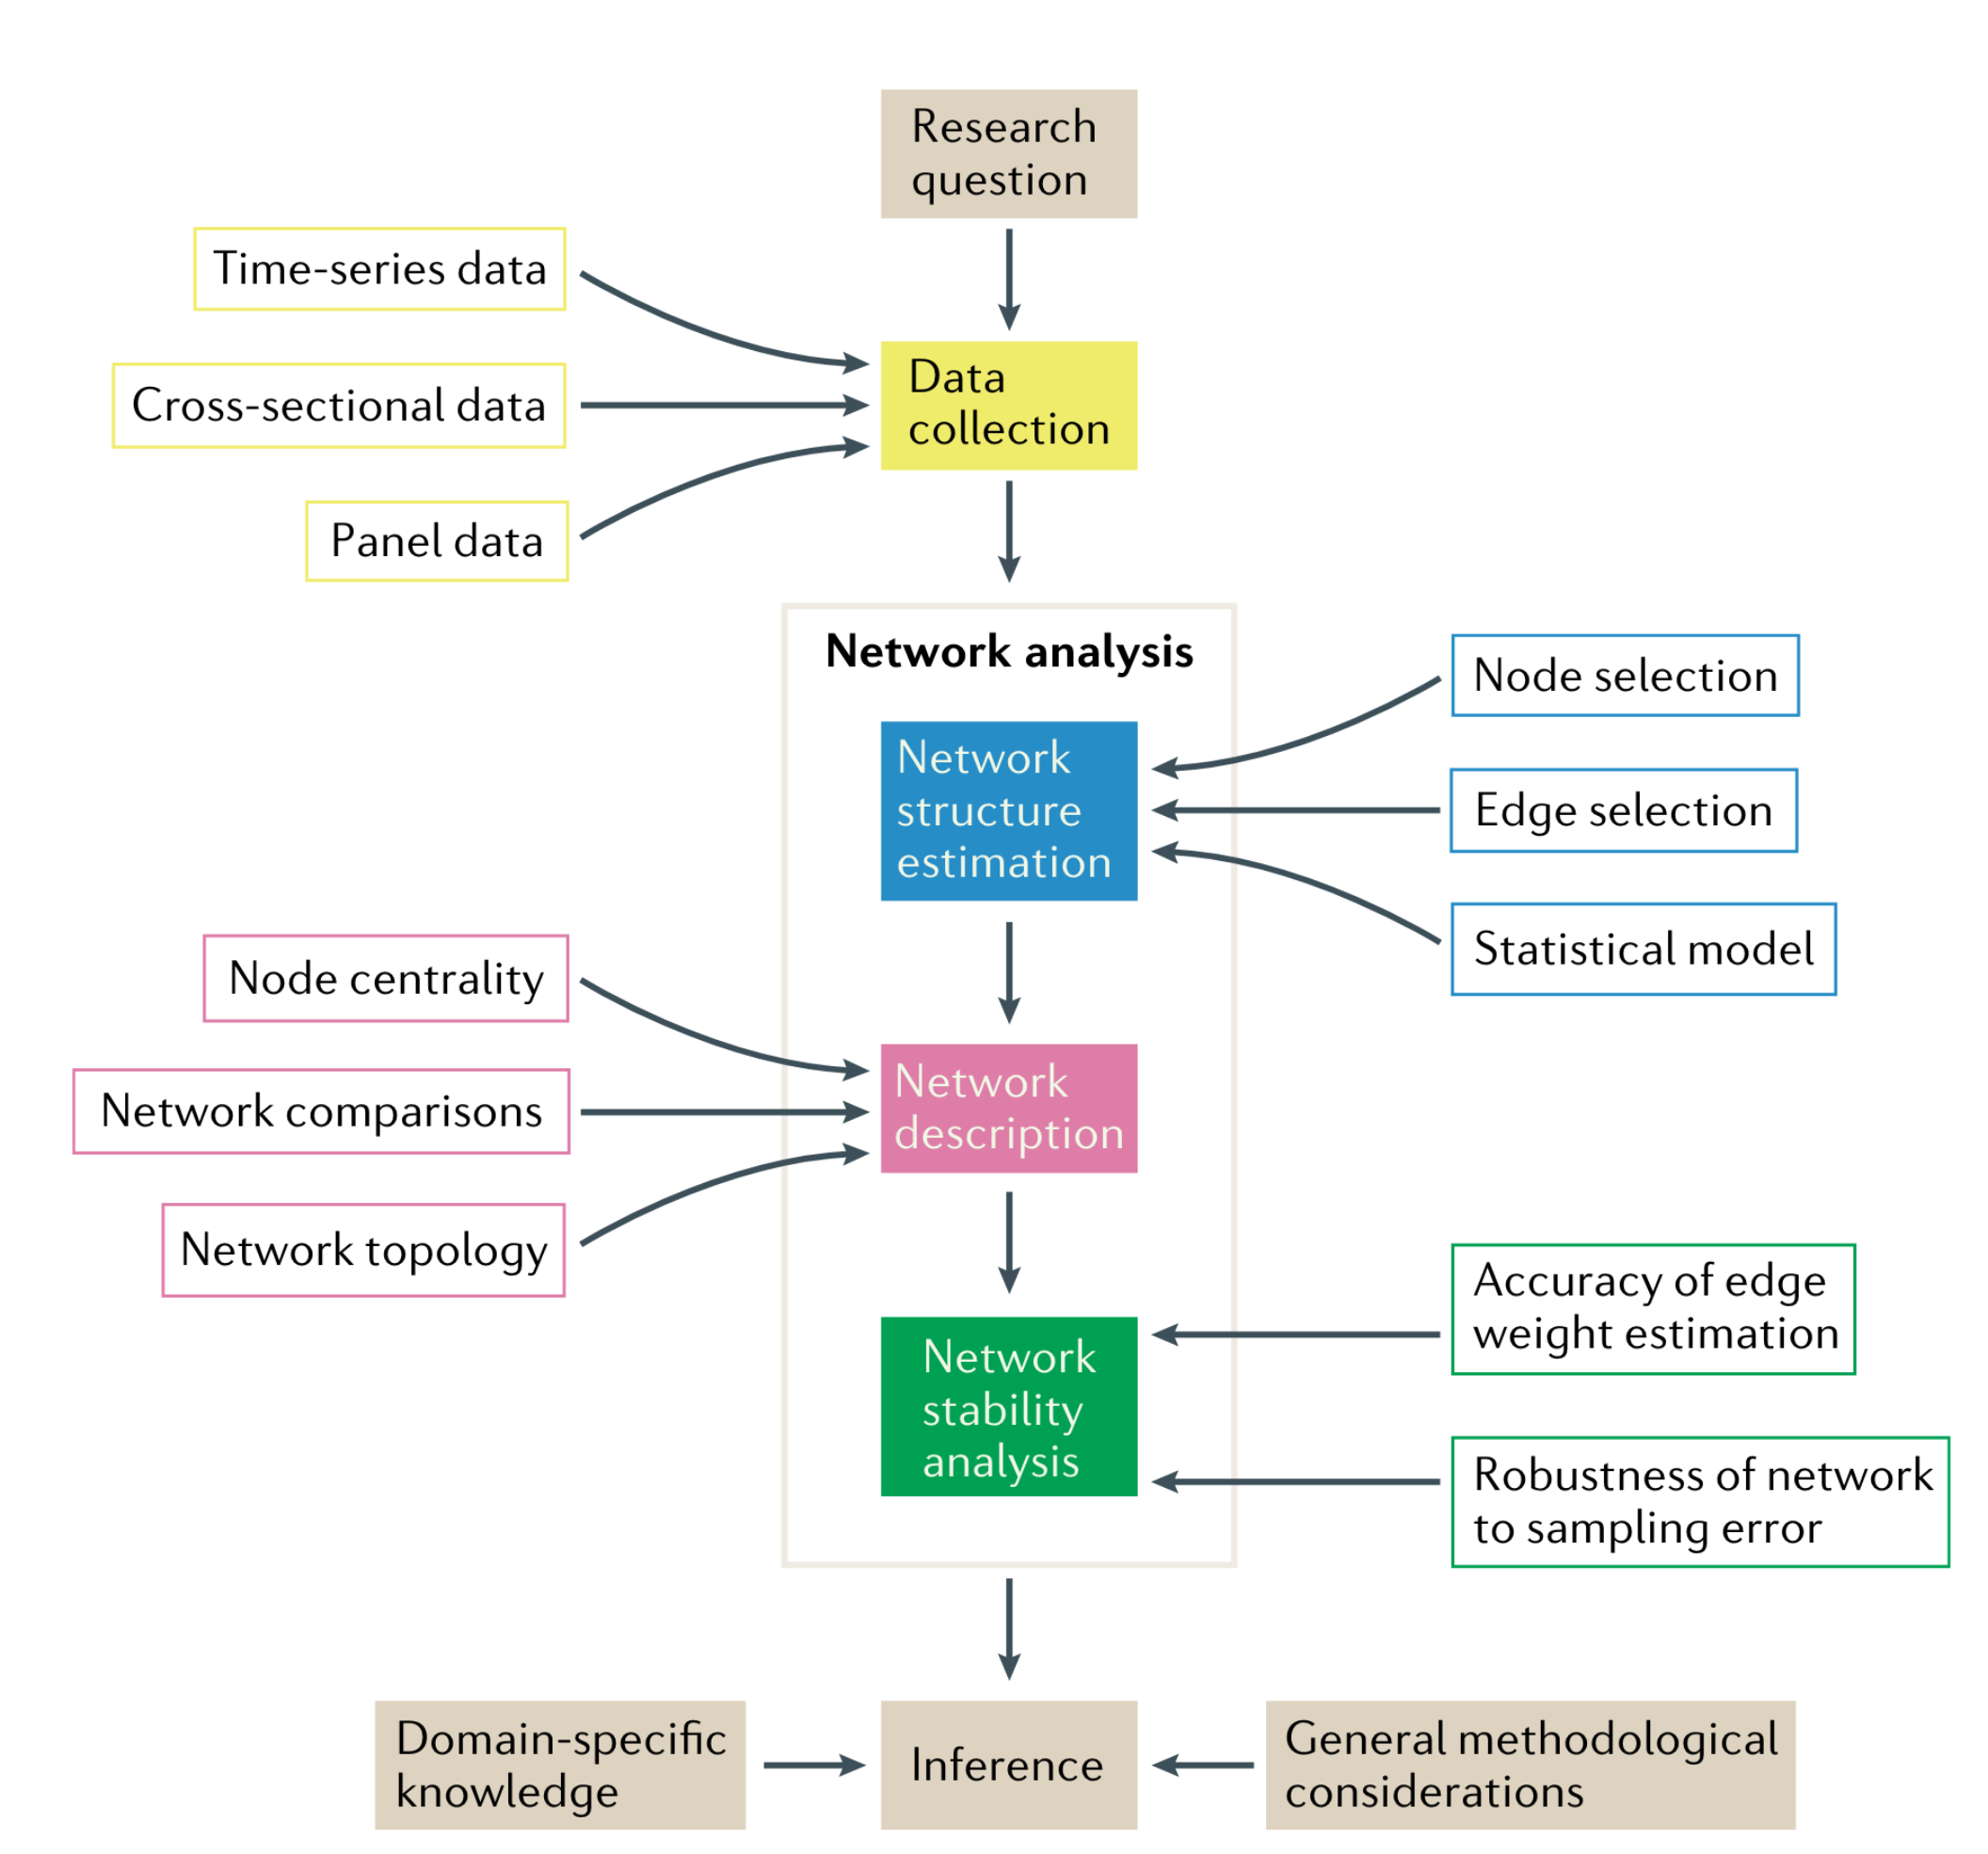 Research
question
Time-series data
Cross-sectional data
Panel data
Data
collection
Network analysis
Network
structure
estimation
Node selection
Edge selection
Statistical model
Node centrality
Network comparisons
Network topology
Network
description
Network
stability
analysis
Accuracy of edge
weight estimation
Robustness of network
to sampling error
Domain-specific
knowledge
Inference
General methodological
considerations